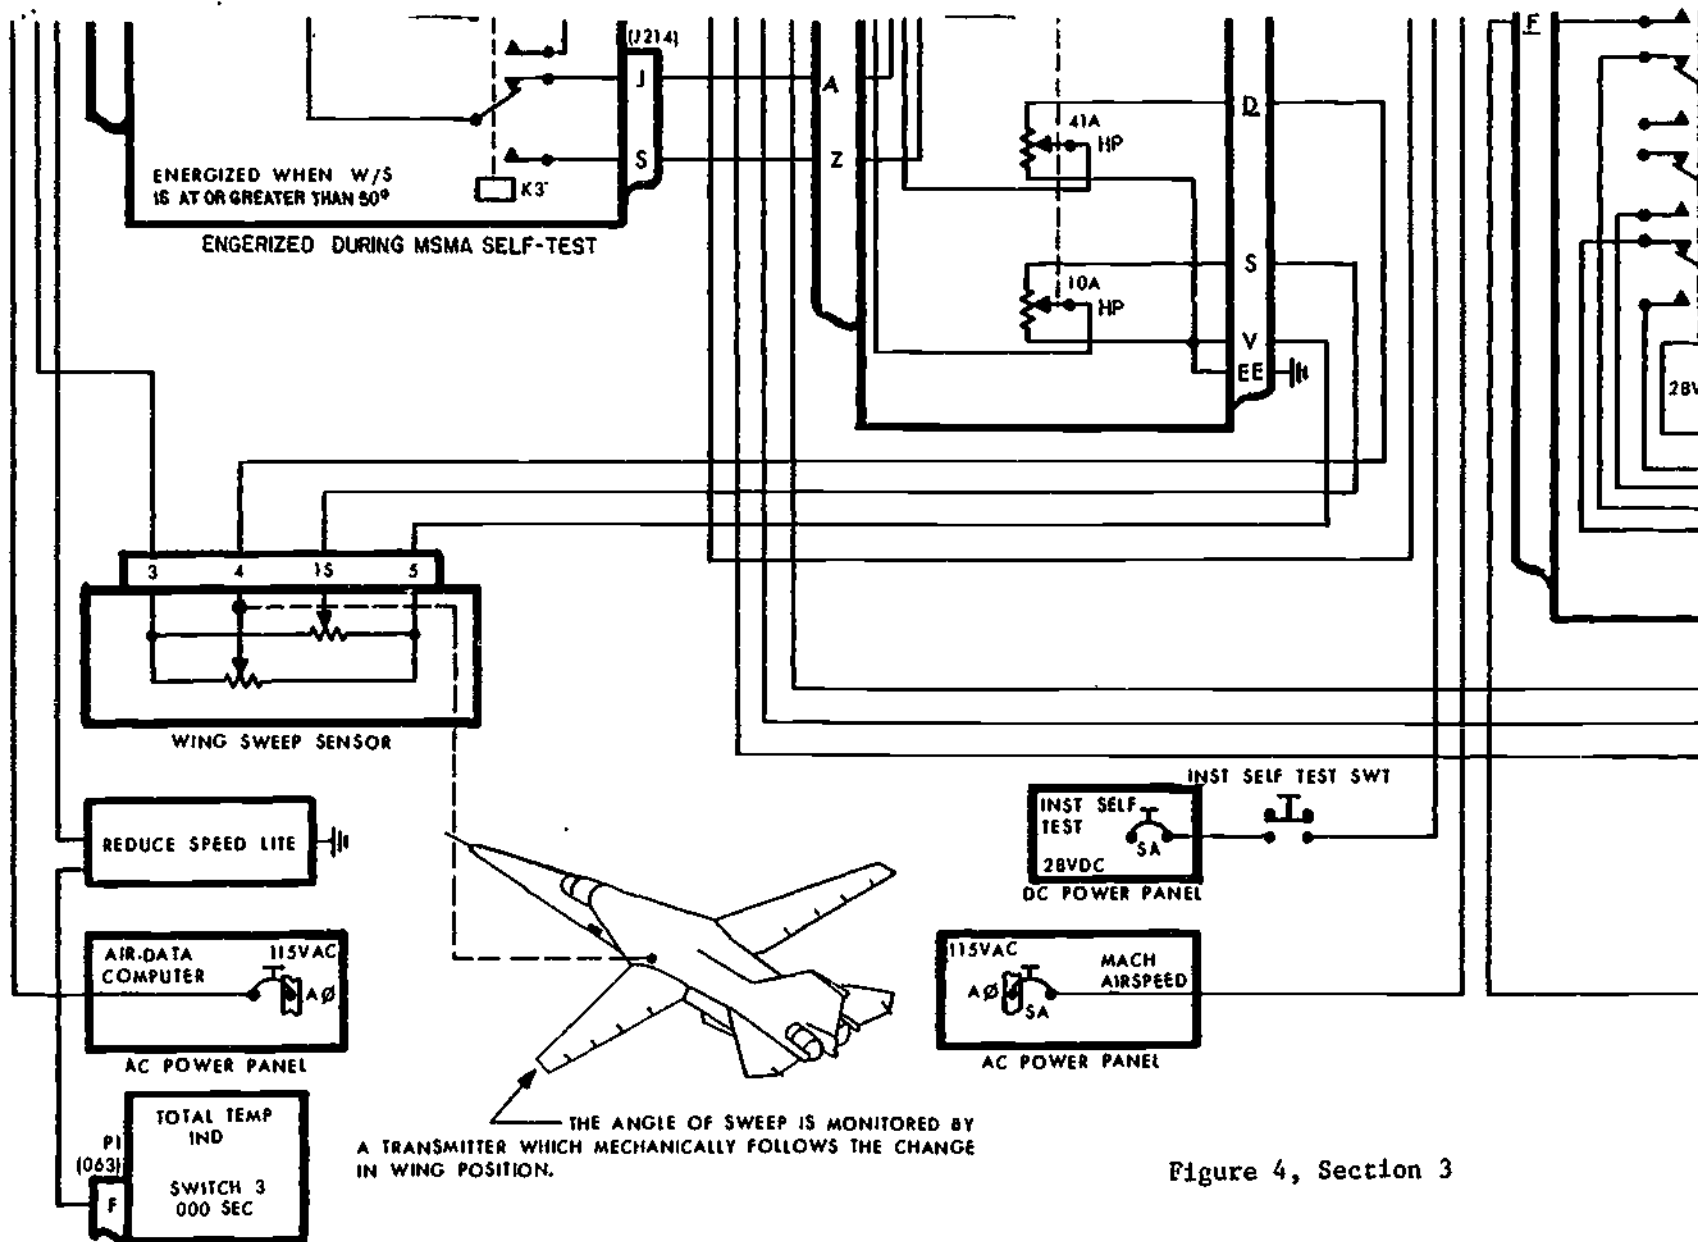 (J214)
J
S
K3
ENERGIZED WHEN W/S
IS AT OR GREATER THAN 50°
ENGERIZED DURING MSMA SELF-TEST
A
Z
41A
HP
10A
HP
D
S
V
EE
F
28V
3
4
1S
5
WING SWEEP SENSOR
REDUCE SPEED LITE
AIR-DATA
COMPUTER
115VAC
AØ
AC POWER PANEL
P1
(063)
F
TOTAL TEMP
IND
SWITCH 3
000 SEC
THE ANGLE OF SWEEP IS MONITORED BY
A TRANSMITTER WHICH MECHANICALLY FOLLOWS THE CHANGE
IN WING POSITION.
INST SELF TEST SWT
INST SELF
TEST
5A
28VDC
DC POWER PANEL
115VAC
AØ
5A
MACH
AIRSPEED
AC POWER PANEL
Figure 4, Section 3